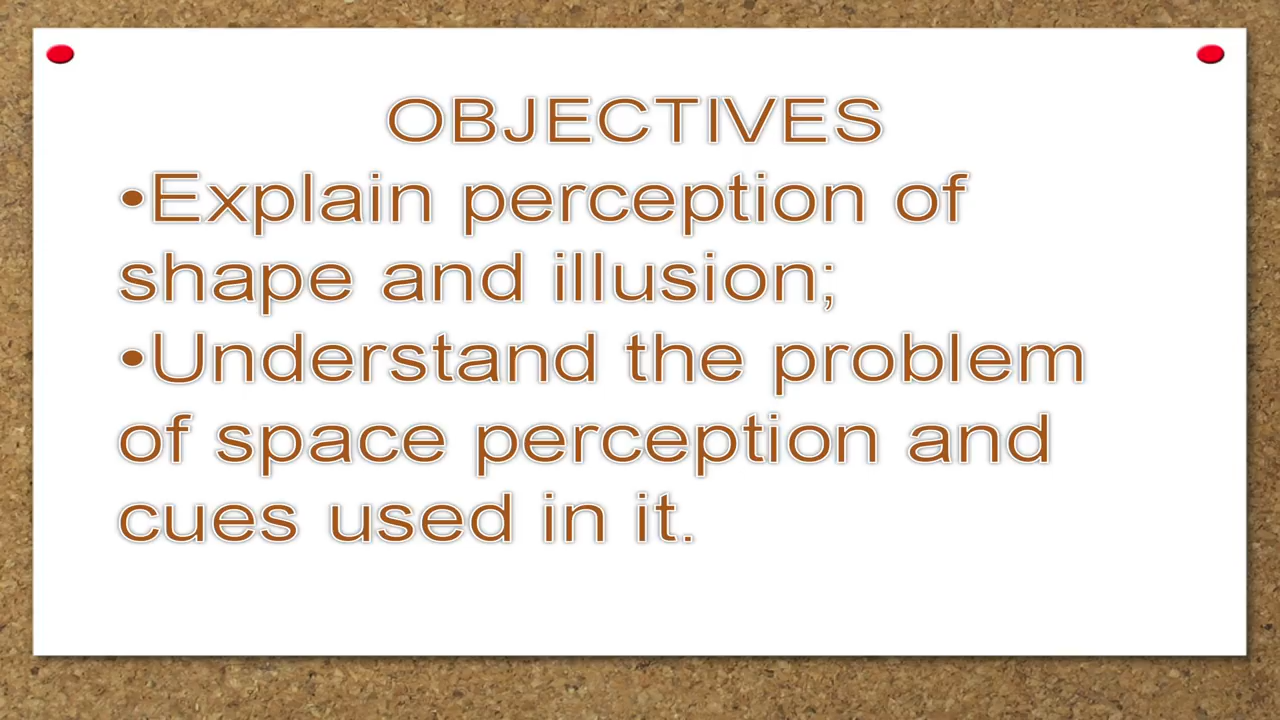 OBJECTIVES
•Explain perception of
shape and illusion;
•Understand the problem
of space perception and
cues used in it.